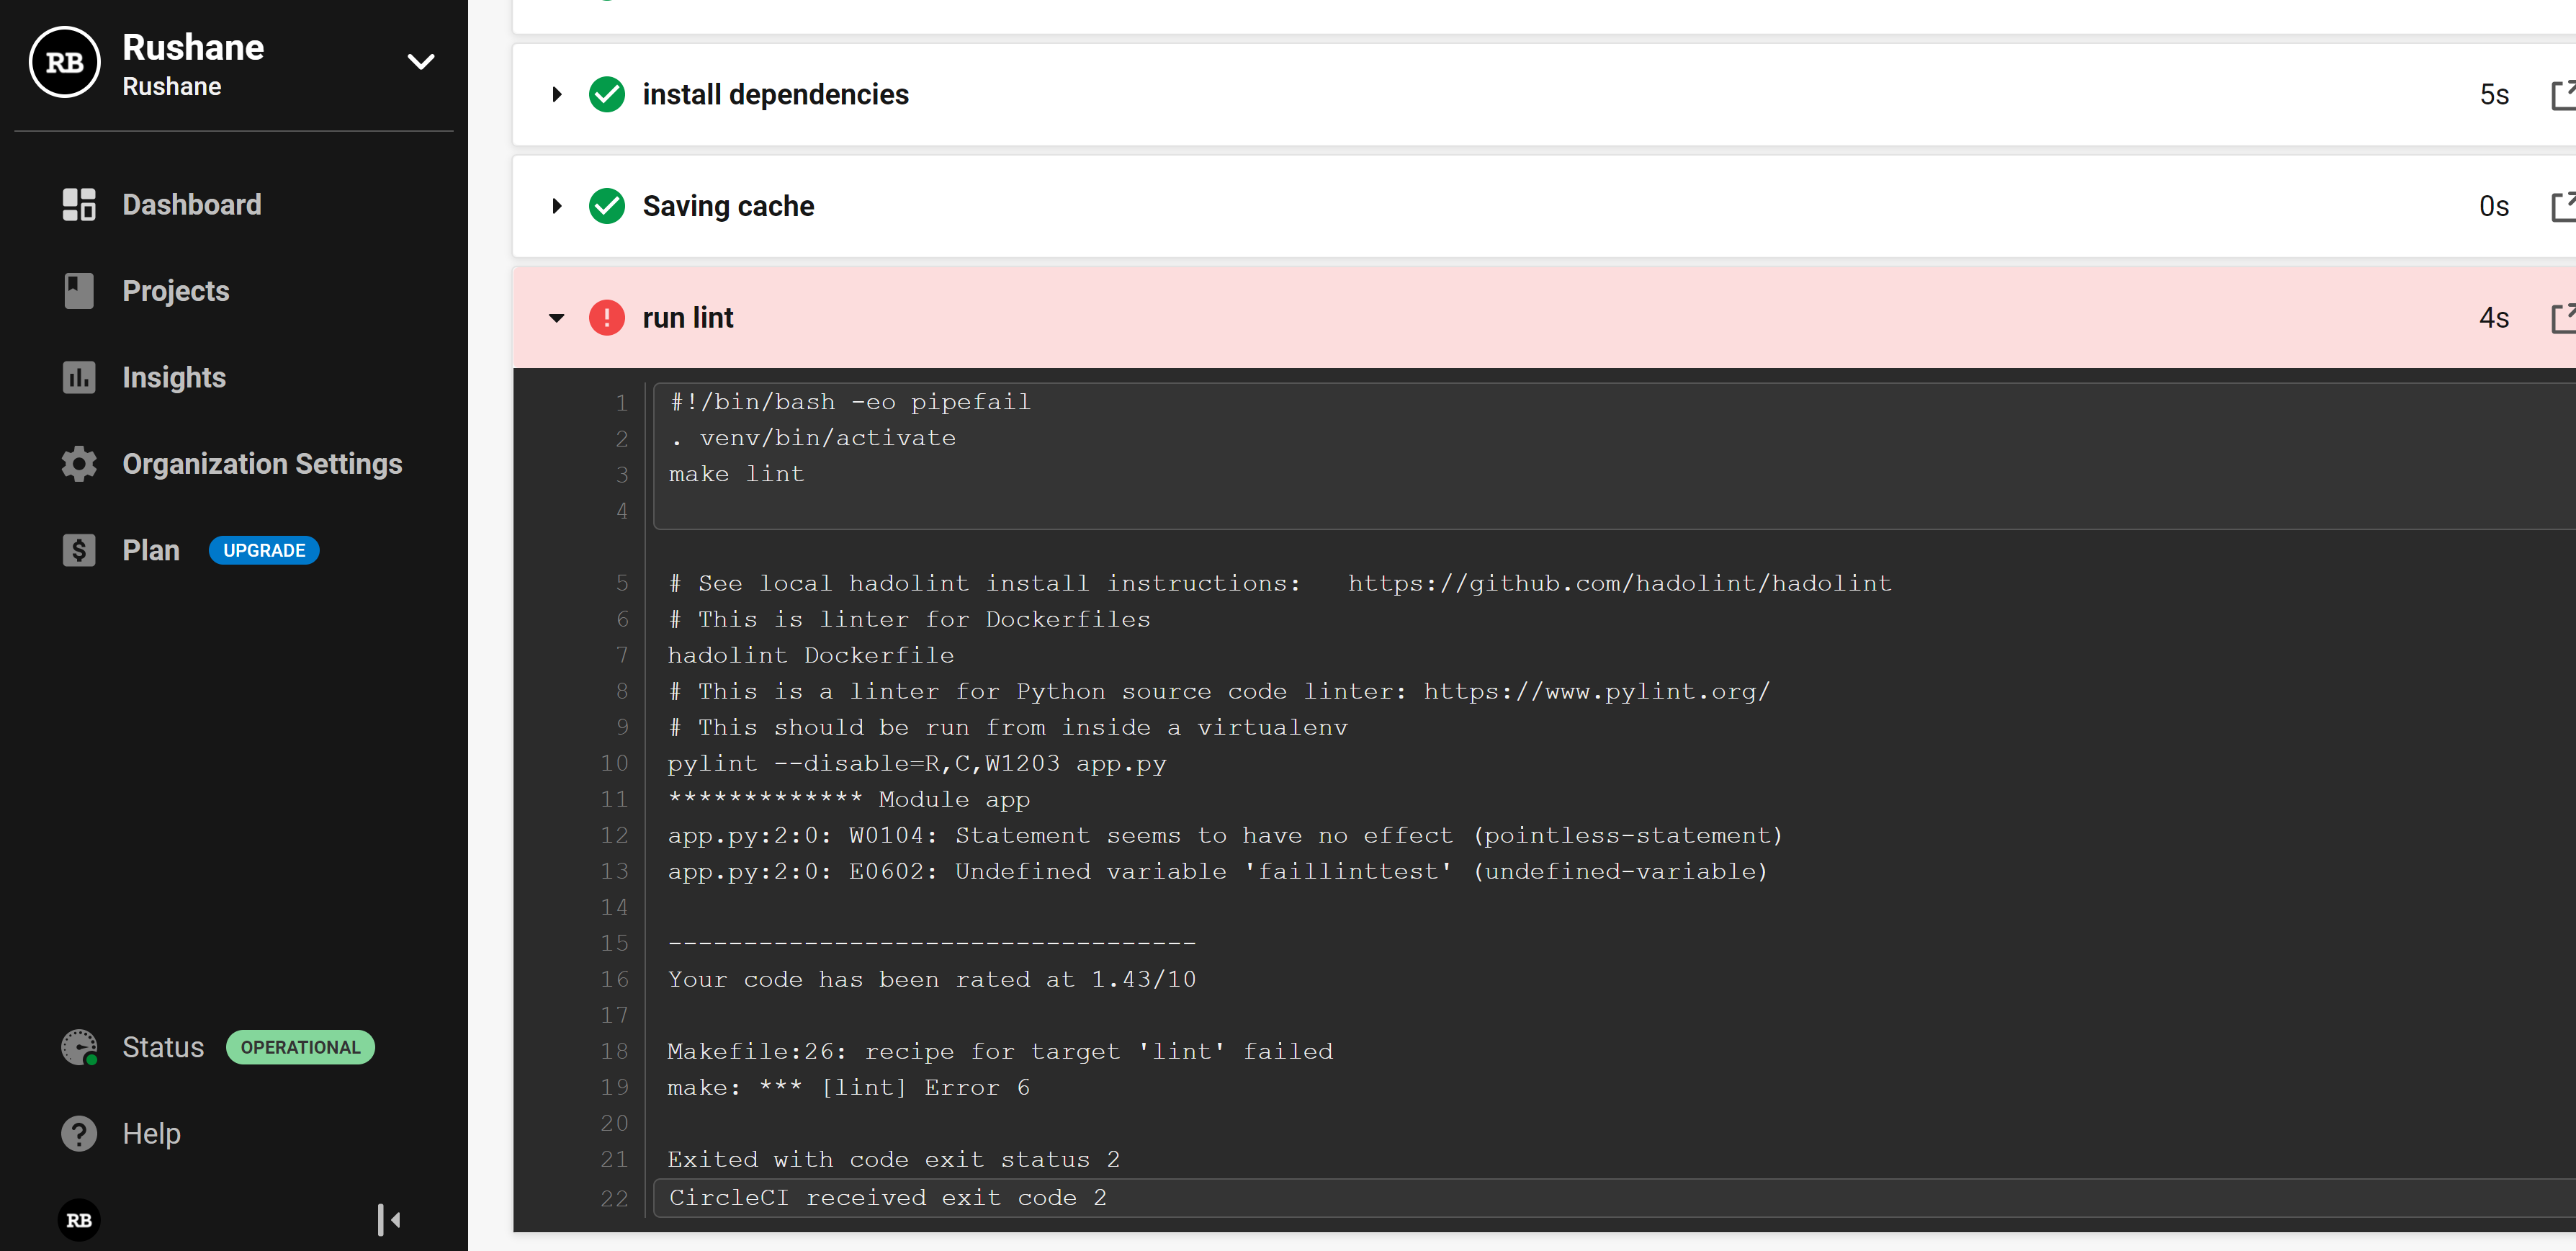 RB
Rushane
Rushane
Dashboard
Projects
Insights
Organization Settings
Plan UPGRADE
Status OPERATIONAL
Help
RB
install dependencies 5s
Saving cache 0s
! run lint 4s
1 #!/bin/bash -eo pipefail
2 . venv/bin/activate
3 make lint
4
5 # See local hadolint install instructions:   https://github.com/hadolint/hadolint
6 # This is linter for Dockerfiles
7 hadolint Dockerfile
8 # This is a linter for Python source code linter: https://www.pylint.org/
9 # This should be run from inside a virtualenv
10 pylint --disable=R,C,W1203 app.py
11 ************* Module app
12 app.py:2:0: W0104: Statement seems to have no effect (pointless-statement)
13 app.py:2:0: E0602: Undefined variable 'faillinttest' (undefined-variable)
14
15 -----------------------------------
16 Your code has been rated at 1.43/10
17
18 Makefile:26: recipe for target 'lint' failed
19 make: *** [lint] Error 6
20
21 Exited with code exit status 2
22 CircleCI received exit code 2